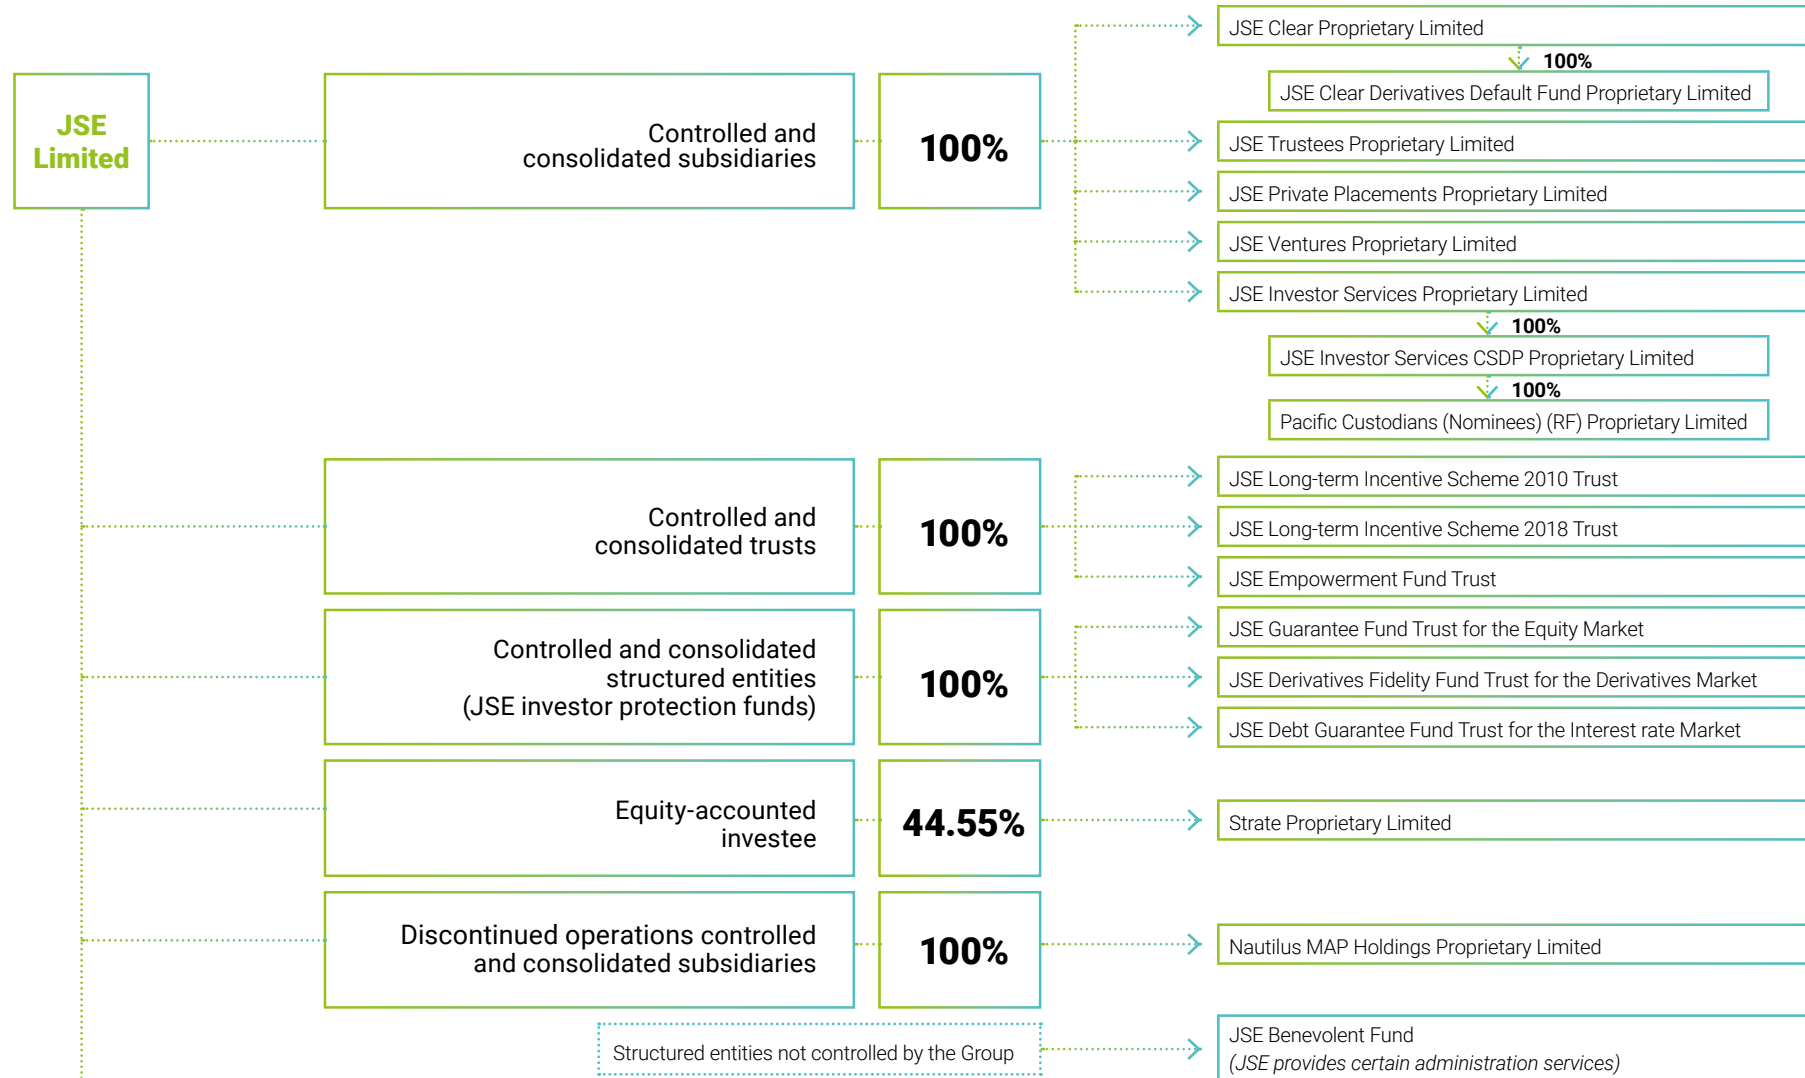 JSE
Limited
Controlled and
consolidated subsidiaries
100%
JSE Clear Proprietary Limited
100%
JSE Clear Derivatives Default Fund Proprietary Limited
JSE Trustees Proprietary Limited
JSE Private Placements Proprietary Limited
JSE Ventures Proprietary Limited
JSE Investor Services Proprietary Limited
100%
JSE Investor Services CSDP Proprietary Limited
100%
Pacific Custodians (Nominees) (RF) Proprietary Limited
Controlled and
consolidated trusts
100%
JSE Long-term Incentive Scheme 2010 Trust
JSE Long-term Incentive Scheme 2018 Trust
JSE Empowerment Fund Trust
Controlled and consolidated
structured entities
(JSE investor protection funds)
100%
JSE Guarantee Fund Trust for the Equity Market
JSE Derivatives Fidelity Fund Trust for the Derivatives Market
JSE Debt Guarantee Fund Trust for the Interest rate Market
Equity-accounted
investee
44.55%
Strate Proprietary Limited
Discontinued operations controlled
and consolidated subsidiaries
100%
Nautilus MAP Holdings Proprietary Limited
Structured entities not controlled by the Group
JSE Benevolent Fund
(JSE provides certain administration services)